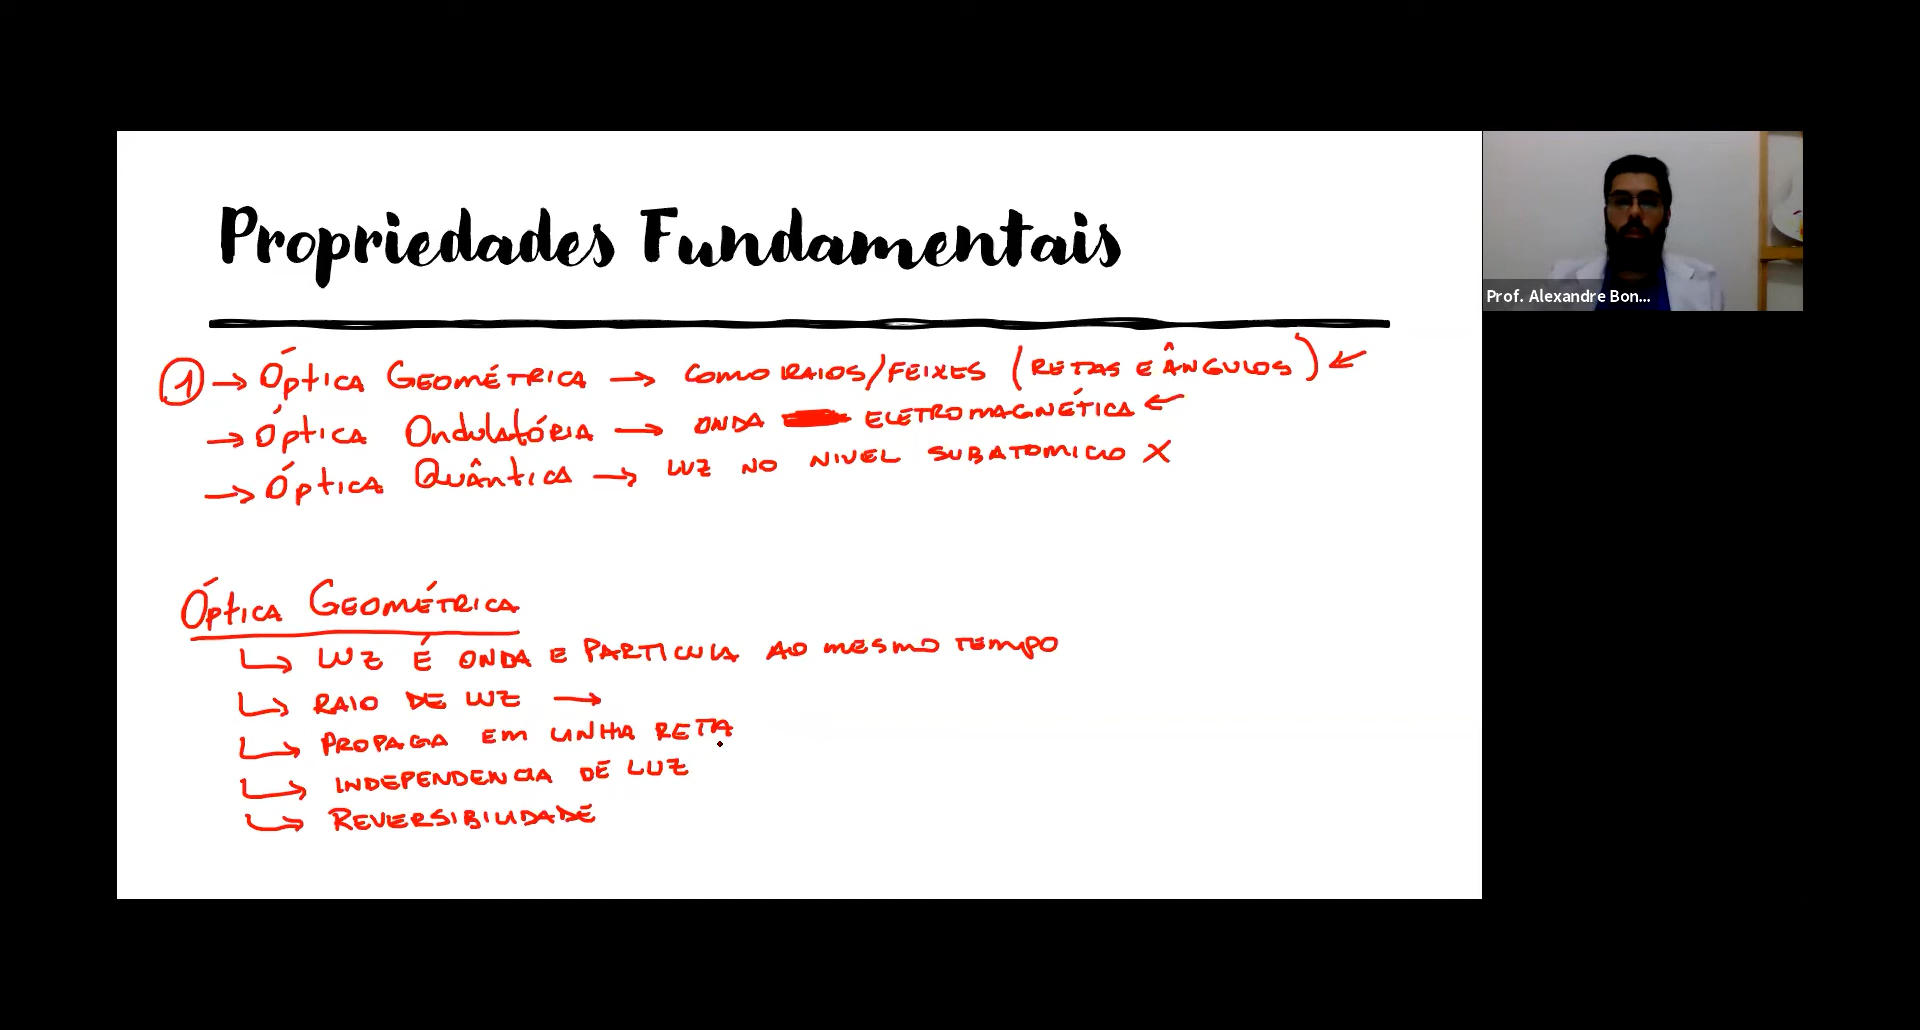 Propriedades Fundamentais
Prof. Alexandre Bon...
1 → Óptica Geométrica → COMO RAIOS/FEIXES (RETAS E ÂNGULOS) ←
→ Óptica Ondulatória → ONDA ELETROMAGNÉTICA ←
→ Óptica Quântica → LUZ NO NIVEL SUBATOMICO X
Óptica Geométrica
LUZ É ONDA E PARTICULA AO MESMO TEMPO
RAIO DE LUZ →
PROPAGA EM LINHA RETA
INDEPENDENCIA DE LUZ
REVERSIBILIDADE